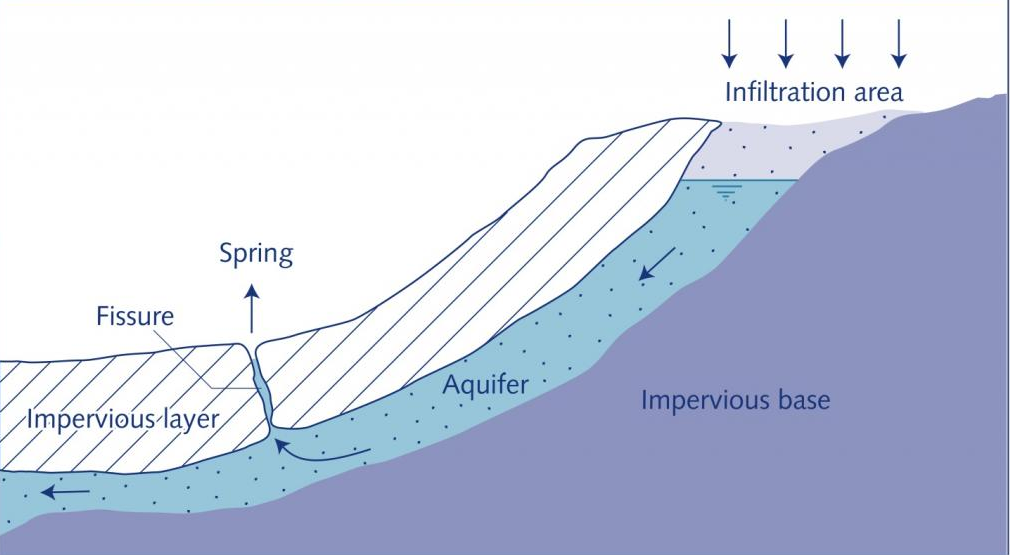 Infiltration area
Spring
Fissure
Aquifer
Impervious base
Impervious layer